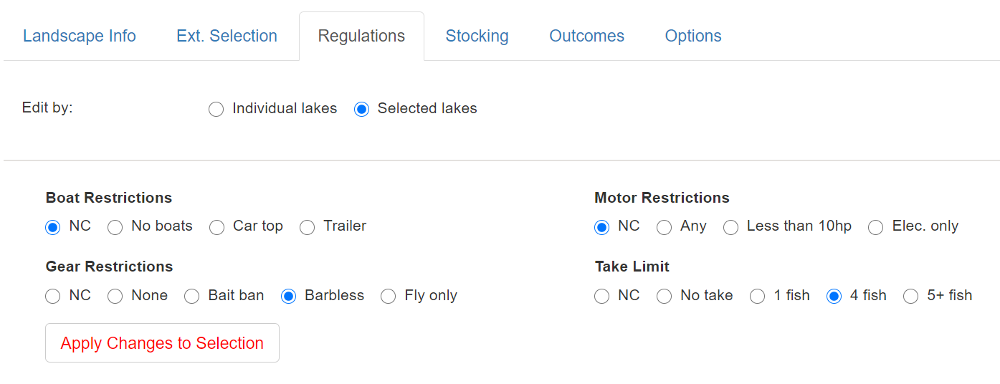 Landscape Info Ext. Selection Regulations Stocking Outcomes Options
Edit by: Individual lakes Selected lakes
Boat Restrictions Motor Restrictions
NC No boats Car top Trailer NC Any Less than 10hp Elec. only
Gear Restrictions Take Limit
NC None Bait ban Barbless Fly only NC No take 1 fish 4 fish 5+ fish
Apply Changes to Selection